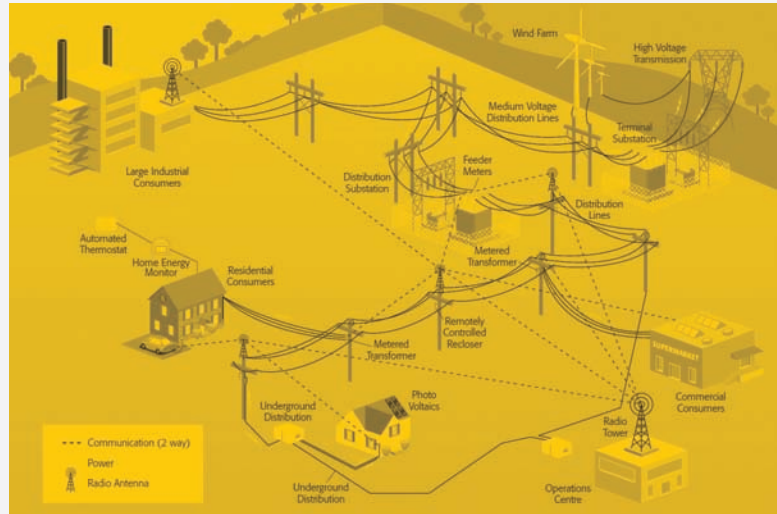 Wind Farm
High Voltage
Transmission
Medium Voltage
Distribution Lines
Terminal
Substation
Large Industrial
Consumers
Distribution
Substation
Feeder
Meters
Distribution
Lines
Automated
Thermostat
Home Energy
Monitor
Residential
Consumers
Metered
Transformer
Metered
Transformer
Remotely
Controlled
Recloser
SUPERMARKET
Commercial
Consumers
Underground
Distribution
Photo
Voltaics
Radio
Tower
Underground
Distribution
Operations
Centre
Communication (2 way)
Power
Radio Antenna